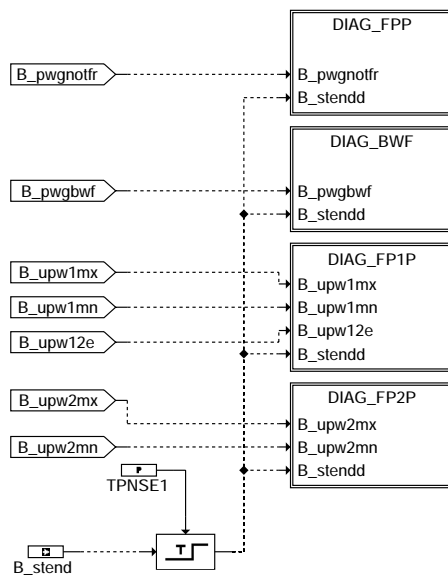 DIAG_FPP
B_pwgnotfr
B_pwgnotfr
B_stendd
DIAG_BWF
B_pwgbwf
B_pwgbwf
B_stendd
DIAG_FP1P
B_upw1mx
B_upw1mx
B_upw1mn
B_upw1mn
B_upw12e
B_upw12e
B_stendd
DIAG_FP2P
B_upw2mx
B_upw2mx
B_upw2mn
B_upw2mn
B_stendd
P
TPNSE1
T
B_stend